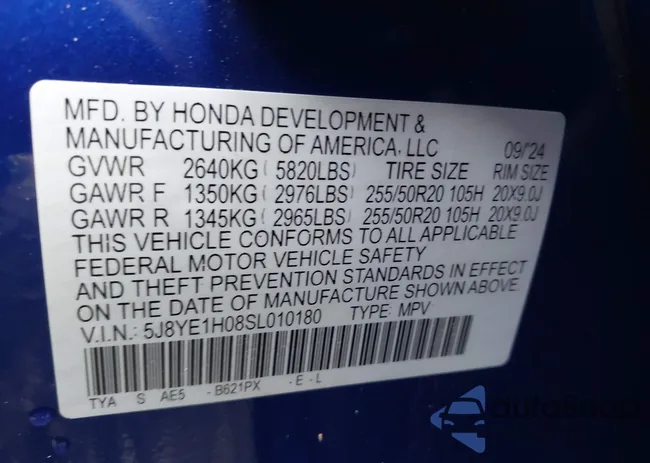 MFD. BY HONDA DEVELOPMENT &
MANUFACTURING OF AMERICA, LLC 09/'24
GVWR 2640KG ( 5820LBS) TIRE SIZE RIM SIZE
GAWR F 1350KG ( 2976LBS) 255/50R20 105H 20X9.0J
GAWR R 1345KG ( 2965LBS) 255/50R20 105H 20X9.0J
THIS VEHICLE CONFORMS TO ALL APPLICABLE
FEDERAL MOTOR VEHICLE SAFETY
AND THEFT PREVENTION STANDARDS IN EFFECT
ON THE DATE OF MANUFACTURE SHOWN ABOVE.
V.I.N.: 5J8YE1H08SL010180 TYPE: MPV
TYA S AE5 - B621PX - E - L